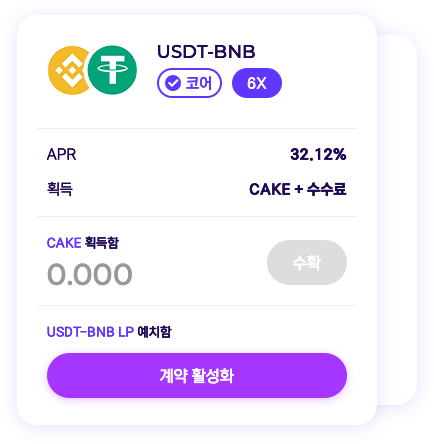 USDT-BNB
코어 6X
APR 32.12%
획득 CAKE + 수수료
CAKE 획득함
0.000
수확
USDT-BNB LP 예치함
계약 활성화